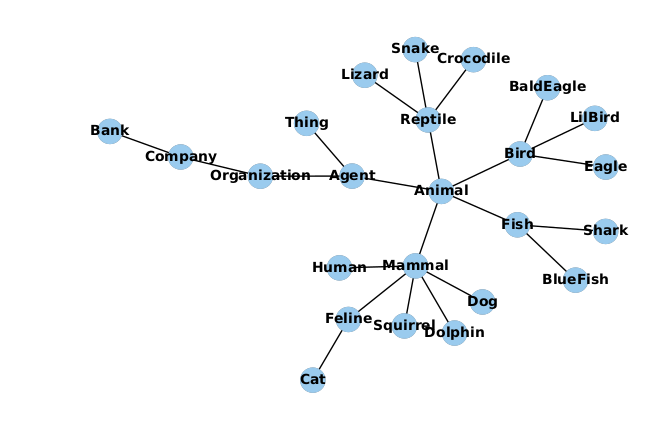 Snake
Crocodile
Lizard
BaldEagle
LilBird
Thing
Reptile
Bank
Company
Bird
Eagle
Organization
Agent
Animal
Fish
Shark
Human
Mammal
BlueFish
Dog
Feline
Squirrel
Dolphin
Cat